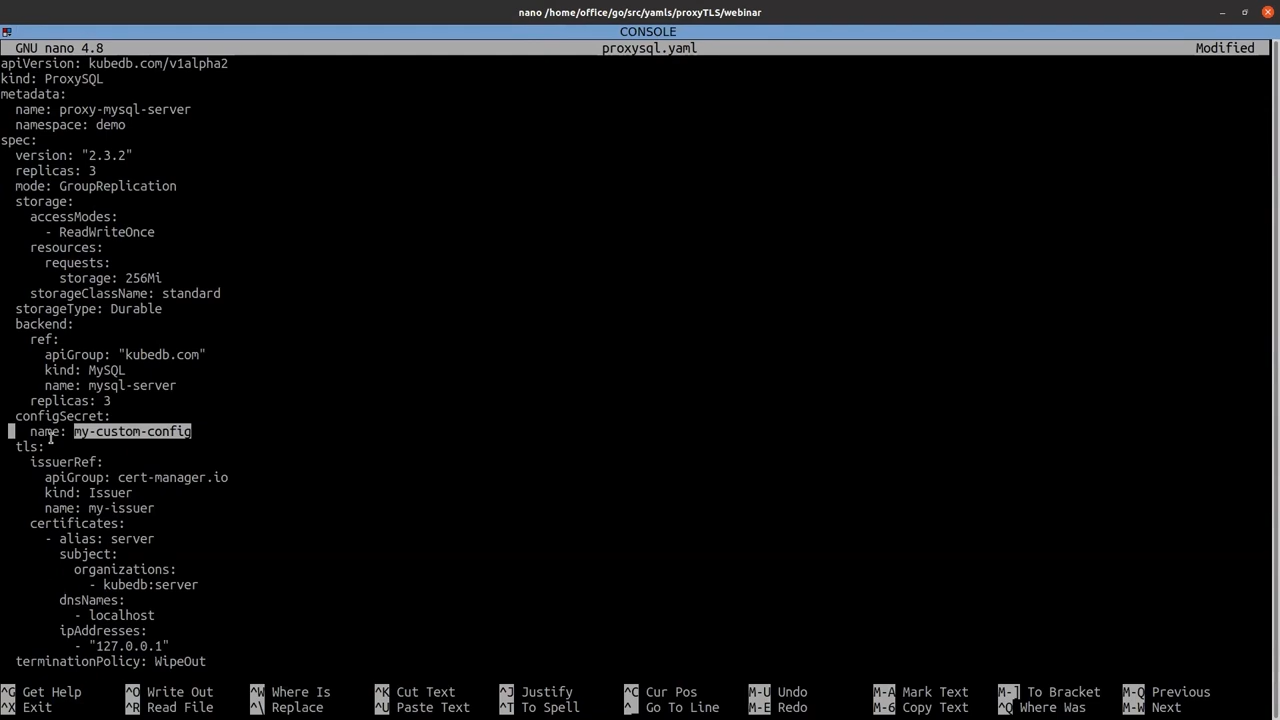 nano /home/office/go/src/yamls/proxyTLS/webinar
CONSOLE
GNU nano 4.8 proxysql.yaml Modified
apiVersion: kubedb.com/v1alpha2
kind: ProxySQL
metadata:
  name: proxy-mysql-server
  namespace: demo
spec:
  version: "2.3.2"
  replicas: 3
  mode: GroupReplication
  storage:
    accessModes:
      - ReadWriteOnce
    resources:
      requests:
        storage: 256Mi
    storageClassName: standard
  storageType: Durable
  backend:
    ref:
      apiGroup: "kubedb.com"
      kind: MySQL
      name: mysql-server
    replicas: 3
  configSecret:
    name: my-custom-config
  tls:
    issuerRef:
      apiGroup: cert-manager.io
      kind: Issuer
      name: my-issuer
    certificates:
      - alias: server
        subject:
          organizations:
            - kubedb:server
        dnsNames:
          - localhost
        ipAddresses:
          - "127.0.0.1"
  terminationPolicy: WipeOut
^G Get Help ^O Write Out ^W Where Is ^K Cut Text ^J Justify ^C Cur Pos M-U Undo M-A Mark Text M-] To Bracket M-Q Previous
^X Exit ^R Read File ^\ Replace ^U Paste Text ^T To Spell ^_ Go To Line M-E Redo M-6 Copy Text ^Q Where Was M-W Next